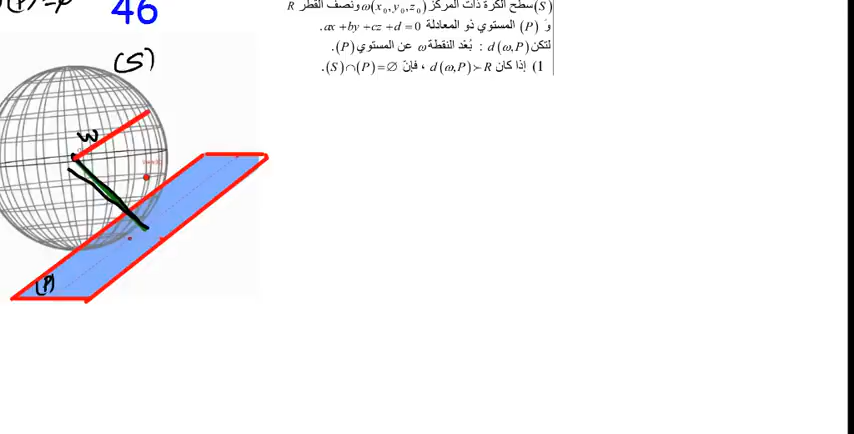 46
(S) سطح الكرة ذات المركز ω(x₀,y₀,z₀) ونصف القطر R
و (P) المستوي ذو المعادلة ax + by + cz + d = 0.
لتكن d(ω,P) : بُعد النقطة ω عن المستوي (P).
1) إذا كان d(ω,P) ≻ R ، فإنّ (S)∩(P)=∅.
(S)
W
(P)